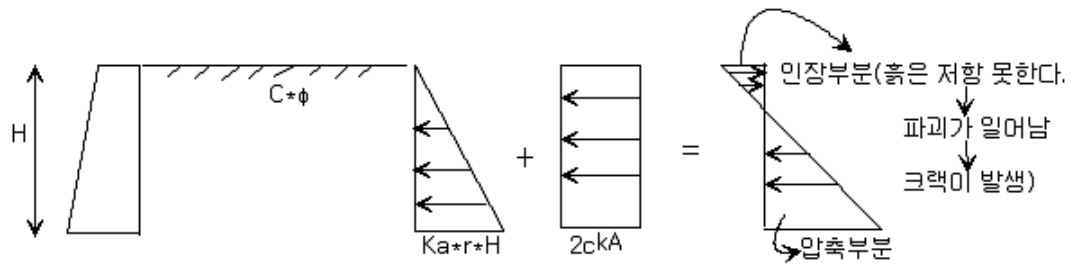 H
C*ϕ
Ka*r*H
+
2ckA
=
인장부분(흙은 저항 못한다.
파괴가 일어남
크랙이 발생)
압축부분